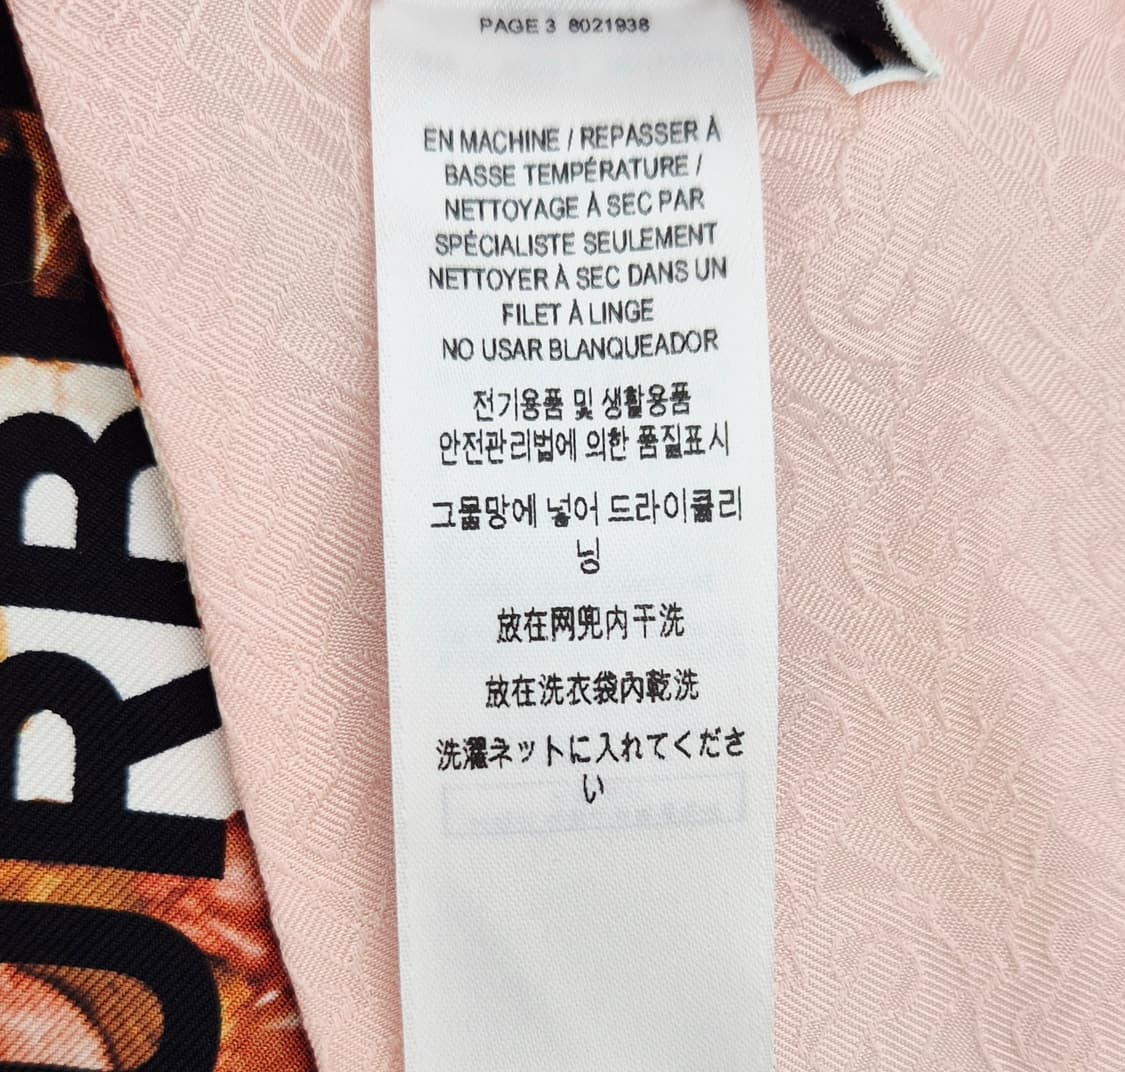 PAGE 3 8021938
EN MACHINE / REPASSER À
BASSE TEMPÉRATURE /
NETTOYAGE À SEC PAR
SPÉCIALISTE SEULEMENT
NETTOYER À SEC DANS UN
FILET À LINGE
NO USAR BLANQUEADOR
전기용품 및 생활용품
안전관리법에 의한 품질표시
그물망에 넣어 드라이클리
닝
放在网兜内干洗
放在洗衣袋內乾洗
洗濯ネットに入れてくださ
い
URB